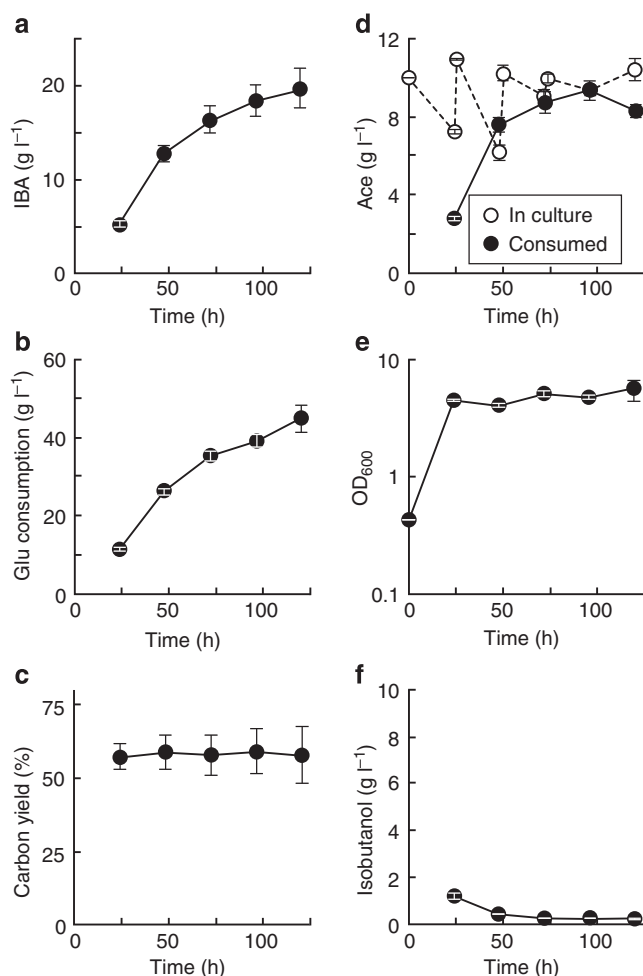 a
IBA (g l⁻¹)
20
10
0
0 50 100
Time (h)
b
Glu consumption (g l⁻¹)
60
40
20
0
0 50 100
Time (h)
c
Carbon yield (%)
75
50
25
0
0 50 100
Time (h)
d
Ace (g l⁻¹)
12
8
4
0
In culture
Consumed
0 50 100
Time (h)
e
OD₆₀₀
10
1
0.1
0 50 100
Time (h)
f
Isobutanol (g l⁻¹)
10
8
6
4
2
0
0 50 100
Time (h)